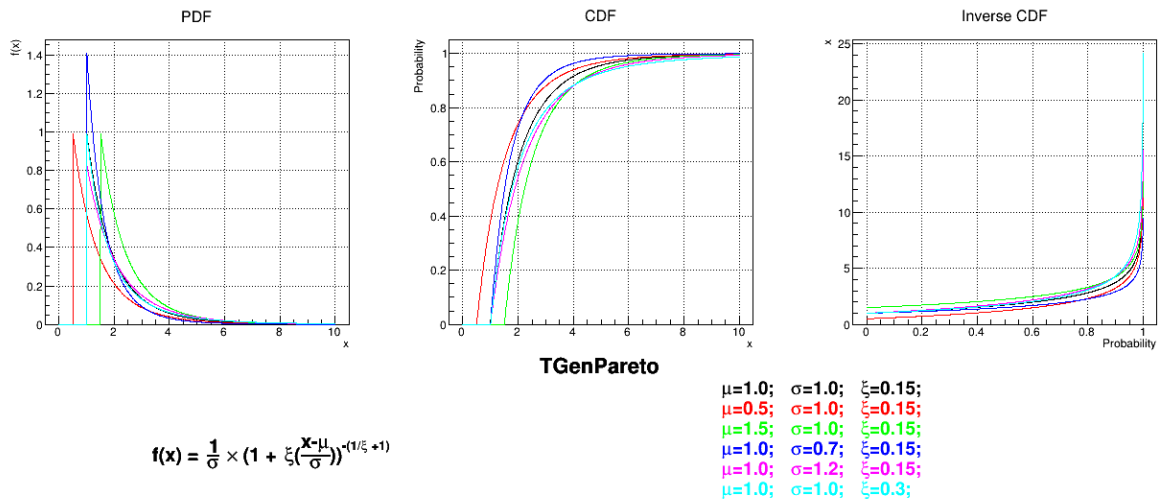 PDF
f(x)
1.4
1.2
1
0.8
0.6
0.4
0.2
0
0 2 4 6 8 10
x
CDF
Probability
1
0.8
0.6
0.4
0.2
0
0 2 4 6 8 10
x
Inverse CDF
x
25
20
15
10
5
0
0 0.2 0.4 0.6 0.8 1
Probability
TGenPareto
f(x) = 1/σ × (1 + ξ(x-μ/σ))^-(1/ξ +1)
μ=1.0; σ=1.0; ξ=0.15;
μ=0.5; σ=1.0; ξ=0.15;
μ=1.5; σ=1.0; ξ=0.15;
μ=1.0; σ=0.7; ξ=0.15;
μ=1.0; σ=1.2; ξ=0.15;
μ=1.0; σ=1.0; ξ=0.3;